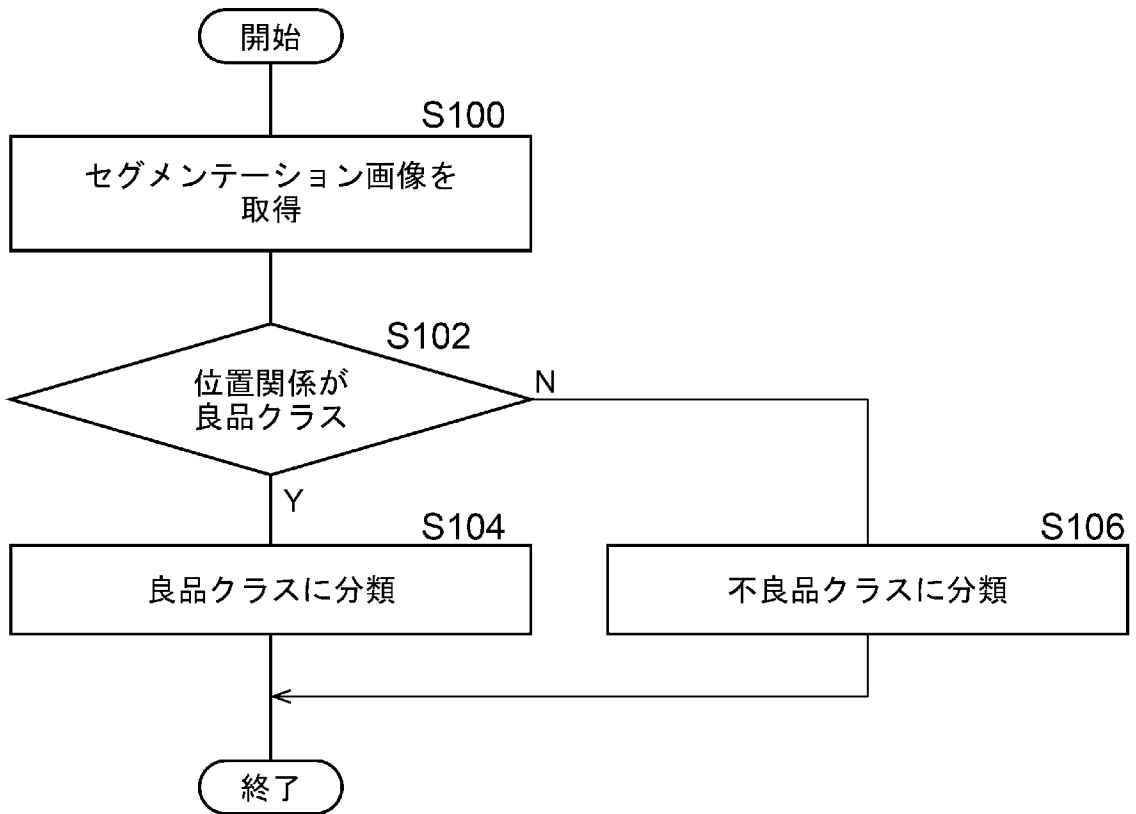 開始
S100
セグメンテーション画像を
取得
S102
位置関係が
良品クラス
N
Y
S104
良品クラスに分類
S106
不良品クラスに分類
終了